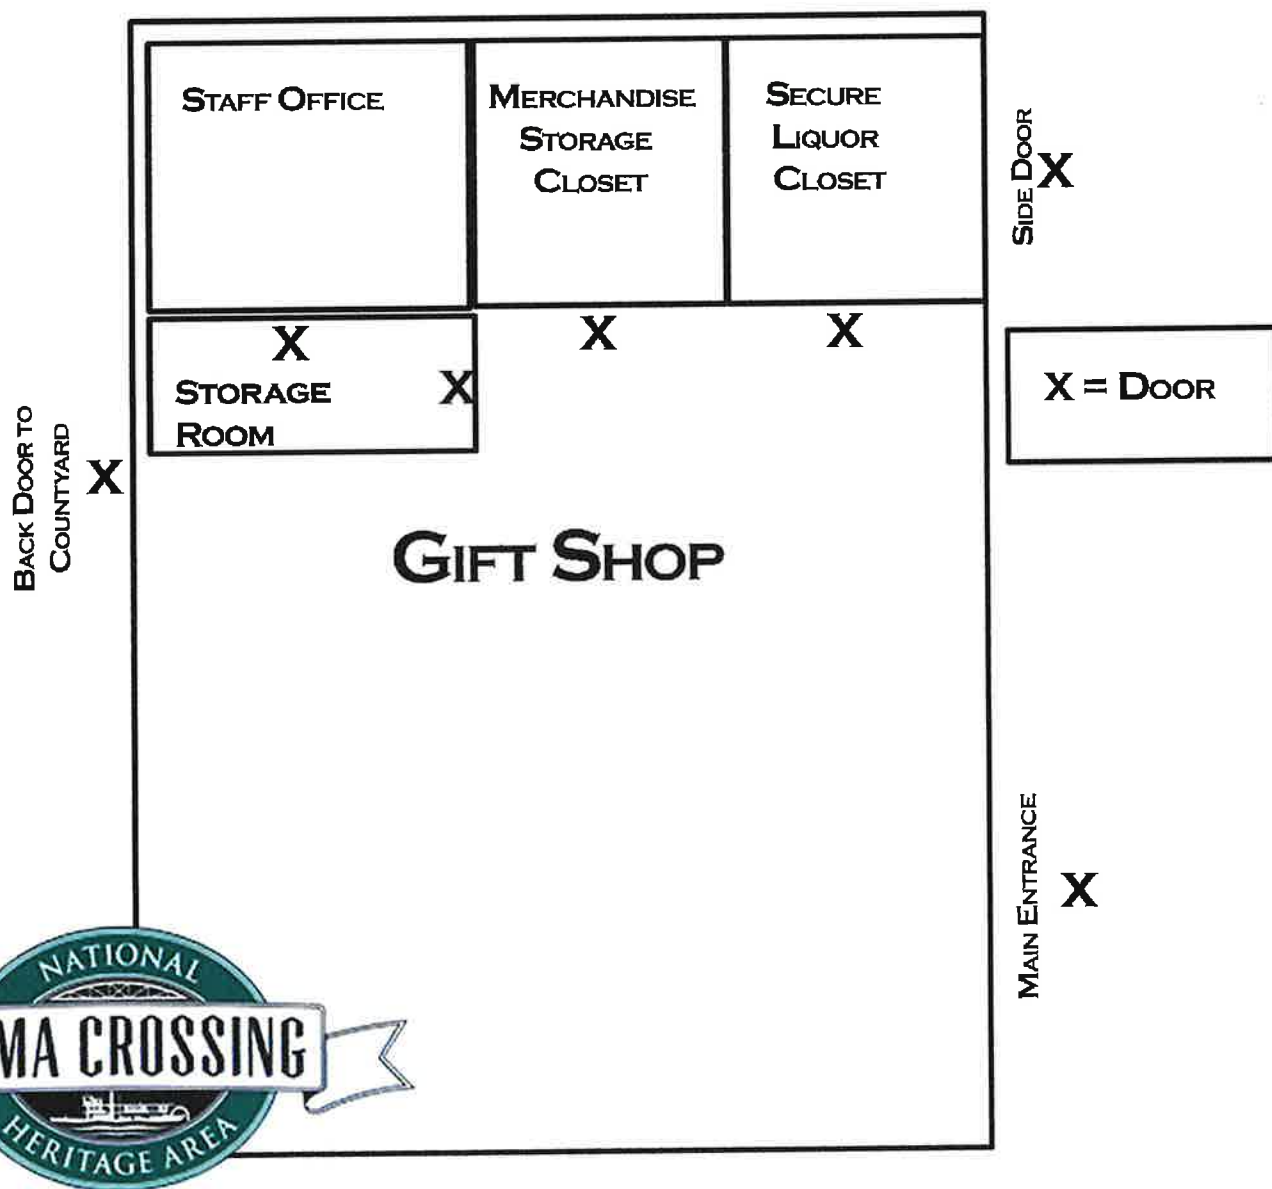 STAFF OFFICE
MERCHANDISE
STORAGE
CLOSET
SECURE
LIQUOR
CLOSET
SIDE DOOR
X
X
X
X
STORAGE
ROOM
X
X = DOOR
BACK DOOR TO
COUNTYARD
X
GIFT SHOP
MAIN ENTRANCE
X
NATIONAL
MA CROSSING
HERITAGE AREA